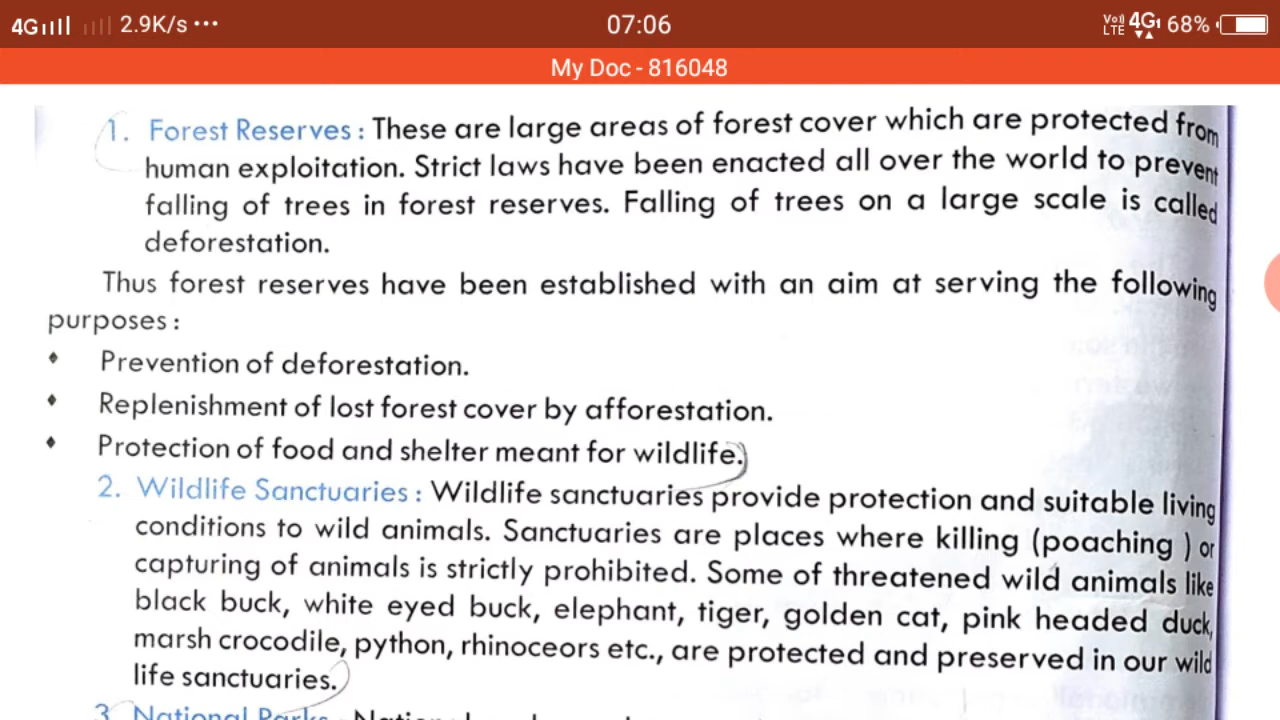 4G 2.9K/s ••• 07:06 Vo) LTE 4G 68%
My Doc - 816048
1. Forest Reserves : These are large areas of forest cover which are protected from
human exploitation. Strict laws have been enacted all over the world to prevent
falling of trees in forest reserves. Falling of trees on a large scale is called
deforestation.
Thus forest reserves have been established with an aim at serving the following
purposes :
♦ Prevention of deforestation.
♦ Replenishment of lost forest cover by afforestation.
♦ Protection of food and shelter meant for wildlife.
2. Wildlife Sanctuaries : Wildlife sanctuaries provide protection and suitable living
conditions to wild animals. Sanctuaries are places where killing (poaching ) or
capturing of animals is strictly prohibited. Some of threatened wild animals like
black buck, white eyed buck, elephant, tiger, golden cat, pink headed duck,
marsh crocodile, python, rhinoceors etc., are protected and preserved in our wild
life sanctuaries.
3. National Parks :